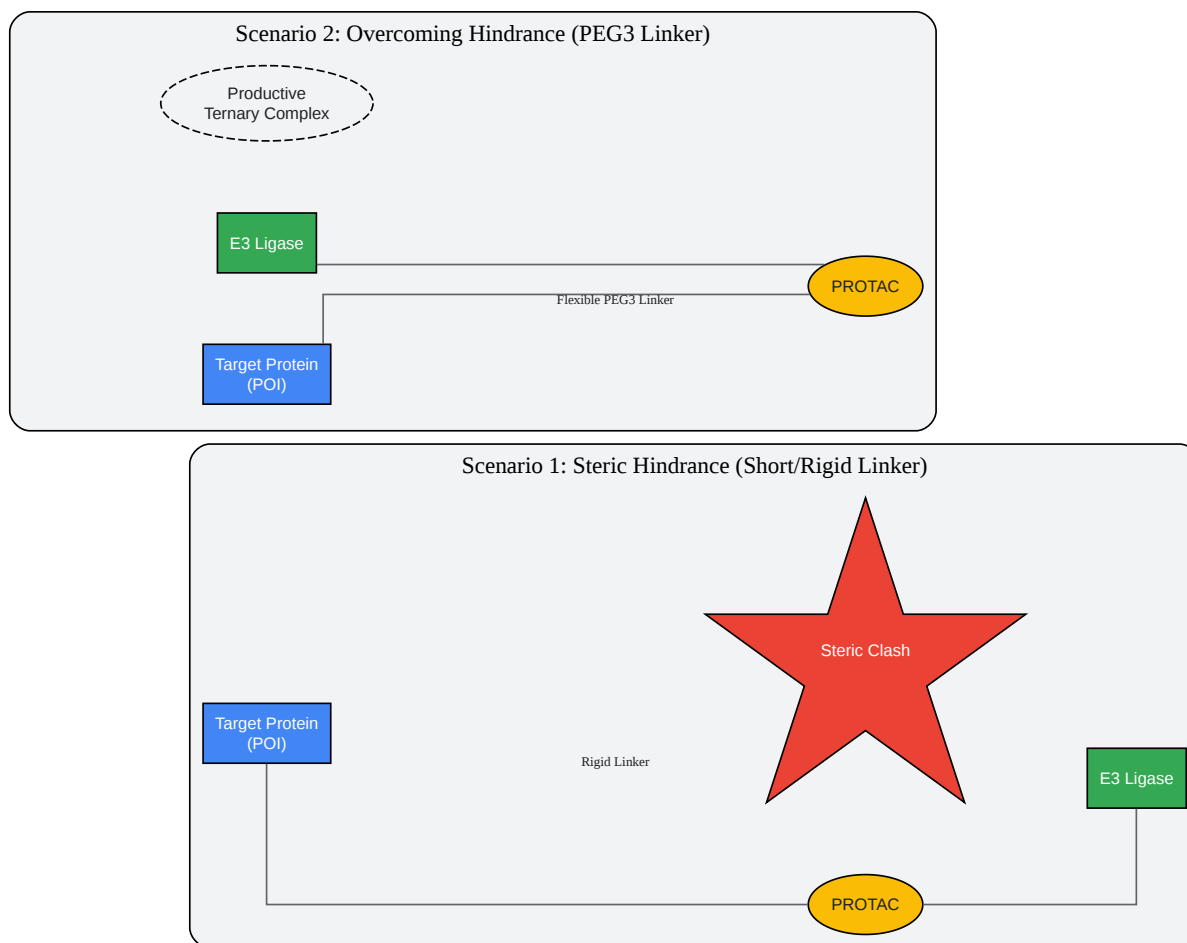 Scenario 2: Overcoming Hindrance (PEG3 Linker)
Productive
Ternary Complex
E3 Ligase
PROTAC
Flexible PEG3 Linker
Target Protein
(POI)
Scenario 1: Steric Hindrance (Short/Rigid Linker)
Steric Clash
Target Protein
(POI)
Rigid Linker
E3 Ligase
PROTAC